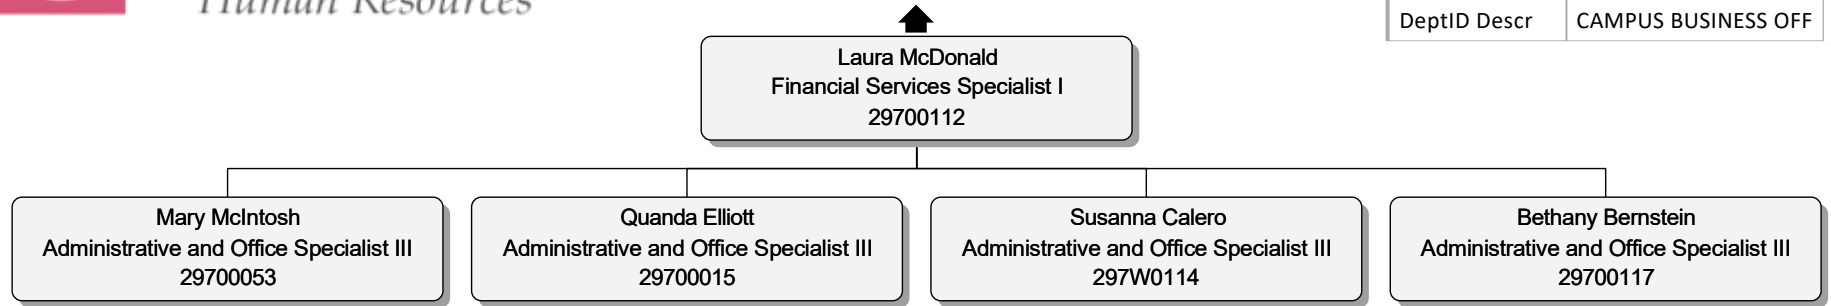 Human Resources
DeptID Descr CAMPUS BUSINESS OFF
Laura McDonald
Financial Services Specialist I
29700112
Mary McIntosh
Administrative and Office Specialist III
29700053
Quanda Elliott
Administrative and Office Specialist III
29700015
Susanna Calero
Administrative and Office Specialist III
297W0114
Bethany Bernstein
Administrative and Office Specialist III
29700117